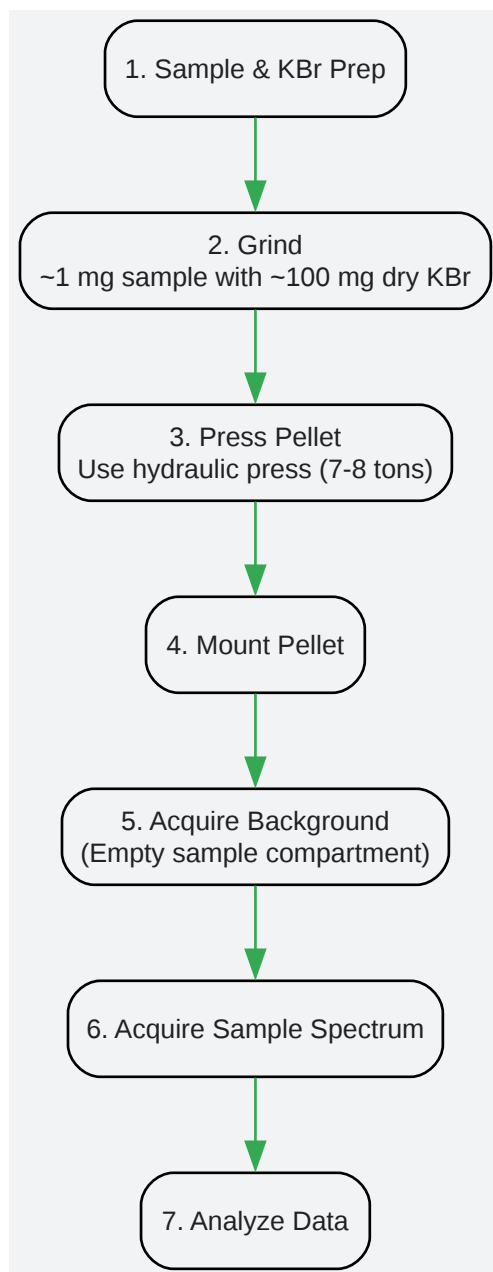 1. Sample & KBr Prep
2. Grind
~1 mg sample with ~100 mg dry KBr
3. Press Pellet
Use hydraulic press (7-8 tons)
4. Mount Pellet
5. Acquire Background
(Empty sample compartment)
6. Acquire Sample Spectrum
7. Analyze Data